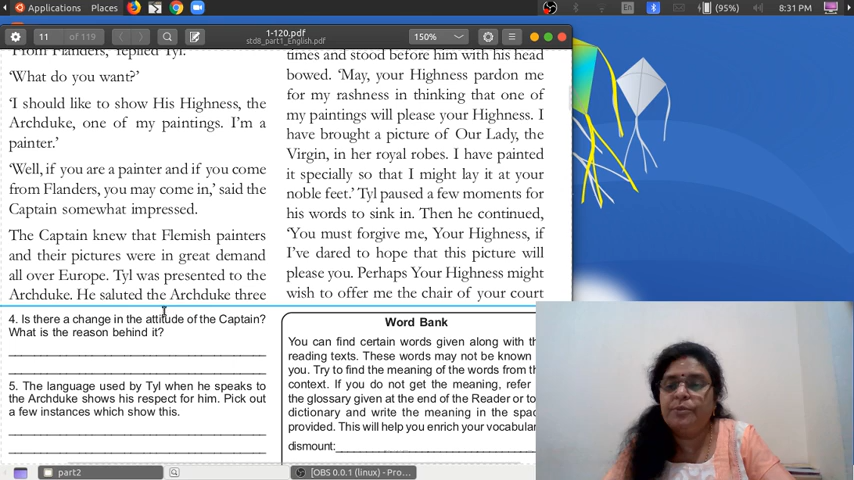 Applications Places En (95%) 8:31 PM
1-120.pdf
std8_part1_English.pdf
11 of 119 150%
'From Flanders,' replied Tyl.
'What do you want?'
'I should like to show His Highness, the
Archduke, one of my paintings. I'm a
painter.'
'Well, if you are a painter and if you come
from Flanders, you may come in,' said the
Captain somewhat impressed.
The Captain knew that Flemish painters
and their pictures were in great demand
all over Europe. Tyl was presented to the
Archduke. He saluted the Archduke three
4. Is there a change in the attitude of the Captain?
What is the reason behind it?
5. The language used by Tyl when he speaks to
the Archduke shows his respect for him. Pick out
a few instances which show this.
times and stood before him with his head
bowed. 'May, your Highness pardon me
for my rashness in thinking that one of
my paintings will please your Highness. I
have brought a picture of Our Lady, the
Virgin, in her royal robes. I have painted
it specially so that I might lay it at your
noble feet.' Tyl paused a few moments for
his words to sink in. Then he continued,
'You must forgive me, Your Highness, if
I've dared to hope that this picture will
please you. Perhaps Your Highness might
wish to offer me the chair of your court
Word Bank
You can find certain words given along with th
reading texts. These words may not be known
you. Try to find the meaning of the words from th
context. If you do not get the meaning, refer
the glossary given at the end of the Reader or to
dictionary and write the meaning in the spac
provided. This will help you enrich your vocabular
dismount:
part2 [OBS 0.0.1 (linux) - Pro...